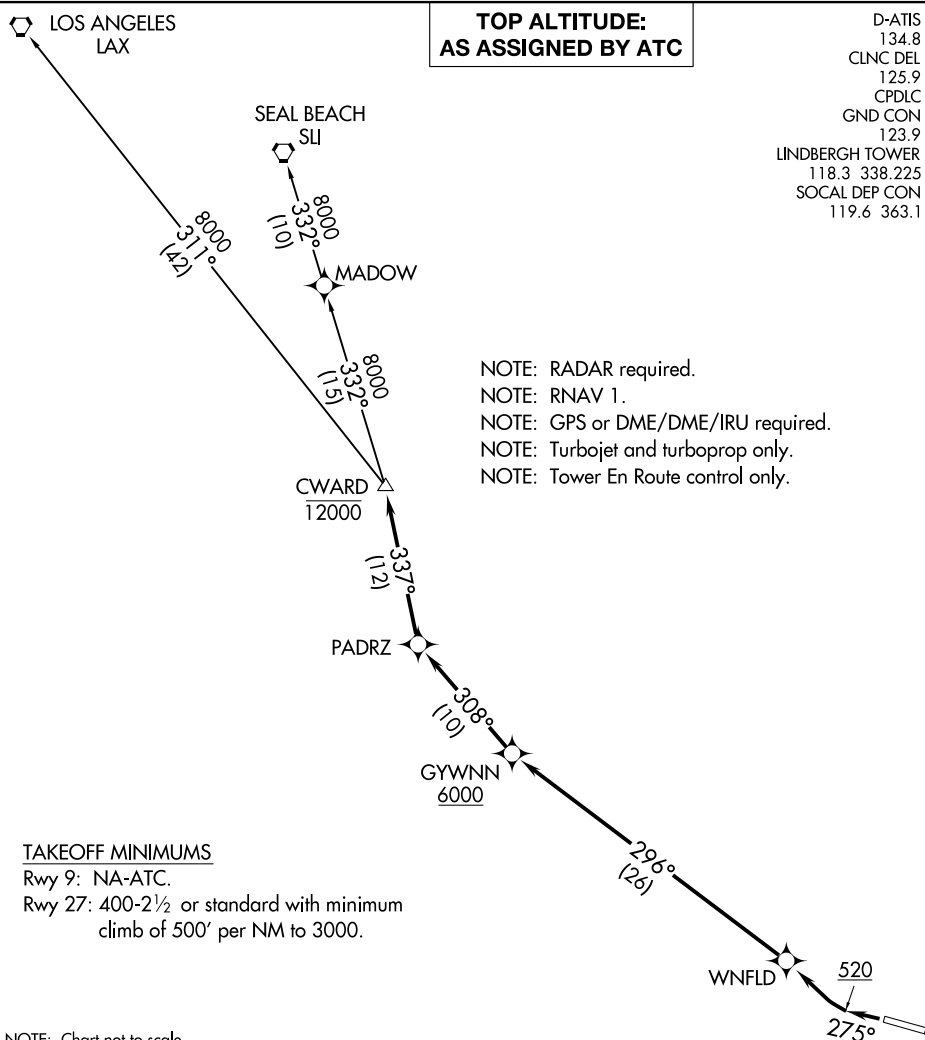 LOS ANGELES
LAX
TOP ALTITUDE:
AS ASSIGNED BY ATC
D-ATIS
134.8
CLNC DEL
125.9
CPDLC
GND CON
123.9
LINDBERGH TOWER
118.3 338.225
SOCAL DEP CON
119.6 363.1
SEAL BEACH
SLI
8000
311°
(42)
8000
332°
(10)
MADOW
8000
332°
(15)
NOTE: RADAR required.
NOTE: RNAV 1.
NOTE: GPS or DME/DME/IRU required.
NOTE: Turbojet and turboprop only.
NOTE: Tower En Route control only.
CWARD
12000
337°
(12)
PADRZ
308°
(10)
GYWNN
6000
296°
(26)
TAKEOFF MINIMUMS
Rwy 9: NA-ATC.
Rwy 27: 400-2½ or standard with minimum
climb of 500' per NM to 3000.
WNFLD
520
275°
NOTE: Chart not to scale.